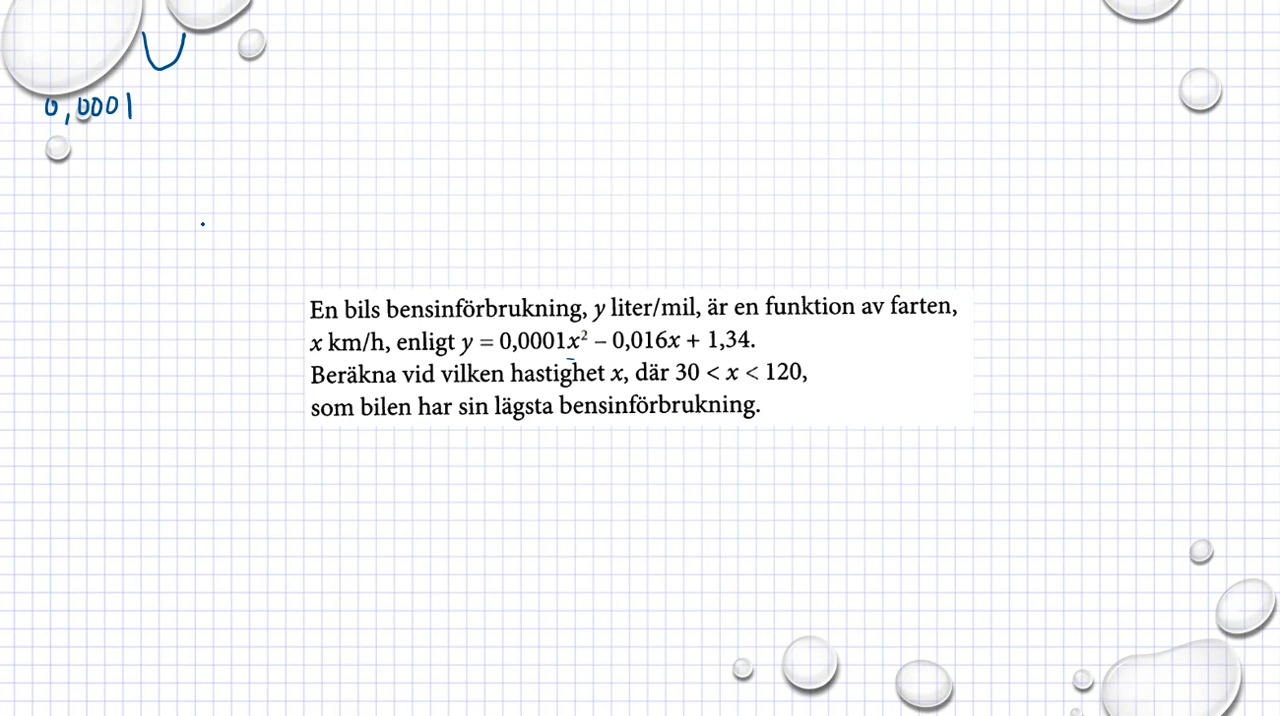 0,0001
En bils bensinförbrukning, y liter/mil, är en funktion av farten,
x km/h, enligt y = 0,0001x² – 0,016x + 1,34.
Beräkna vid vilken hastighet x, där 30 < x < 120,
som bilen har sin lägsta bensinförbrukning.